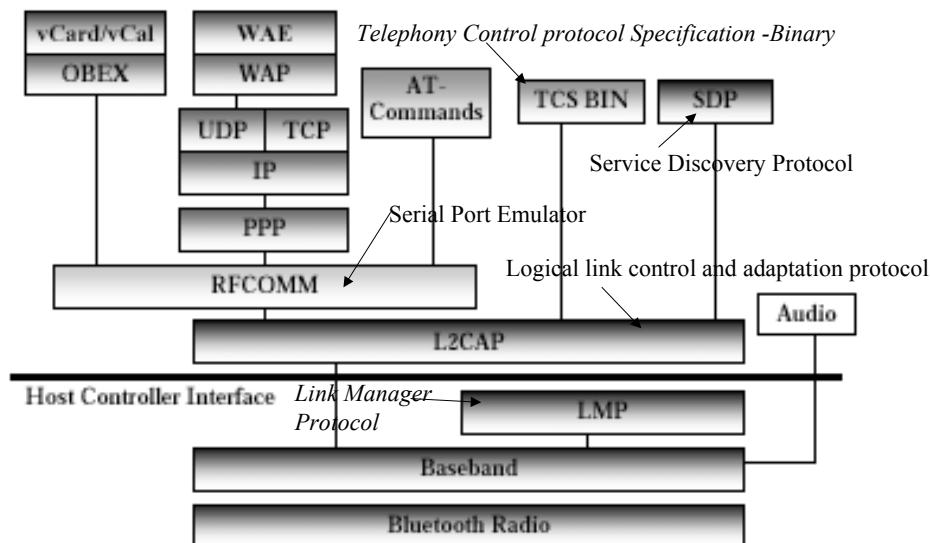 vCard/vCal
OBEX
WAE
WAP
Telephony Control protocol Specification -Binary
AT-
Commands
TCS BIN
SDP
UDP
TCP
IP
Service Discovery Protocol
PPP
Serial Port Emulator
RFCOMM
Logical link control and adaptation protocol
Audio
L2CAP
Host Controller Interface
Link Manager
Protocol
LMP
Baseband
Bluetooth Radio